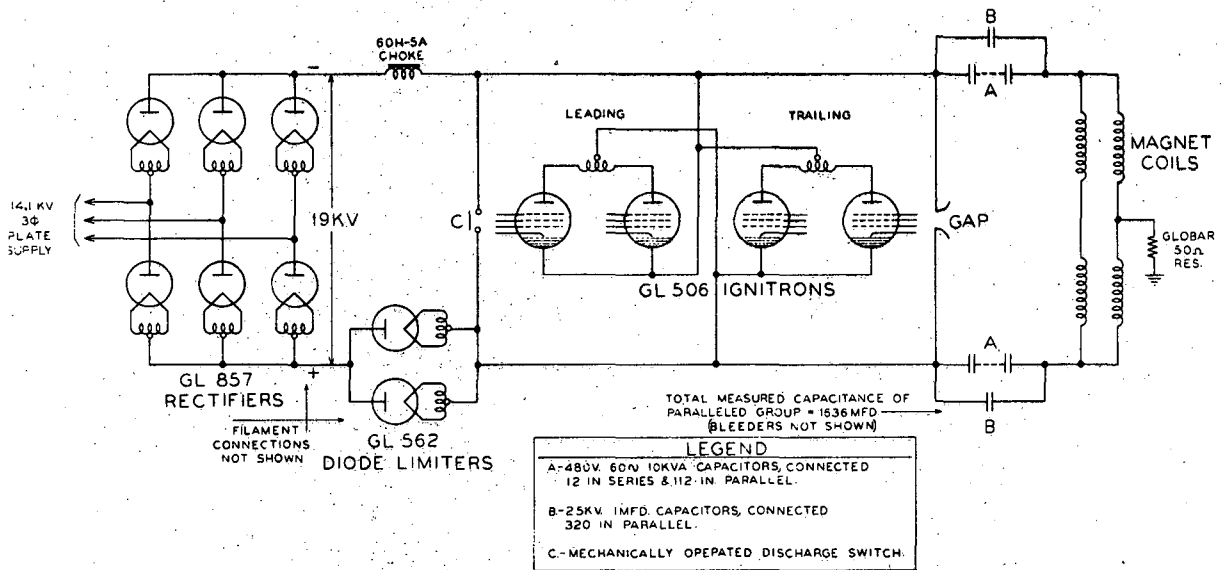 60H-5A
CHOKE
B
A
LEADING
TRAILING
MAGNET
COILS
14.1 KV
3Φ
PLATE
SUPPLY
19KV
C
GAP
GLOBAR
50Ω
RES.
GL 506 IGNITRONS
GL 857
RECTIFIERS
FILAMENT
CONNECTIONS
NOT SHOWN
GL 562
DIODE LIMITERS
A
B
TOTAL MEASURED CAPACITANCE OF
PARALLELED GROUP = 1636 MFD
(BLEEDERS NOT SHOWN)
LEGEND
A-480V. 60~ 10KVA CAPACITORS, CONNECTED
12 IN SERIES & 112 IN PARALLEL.
B-25KV. 1MFD. CAPACITORS, CONNECTED
320 IN PARALLEL.
C.-MECHANICALLY OPEPATED DISCHARGE SWITCH.